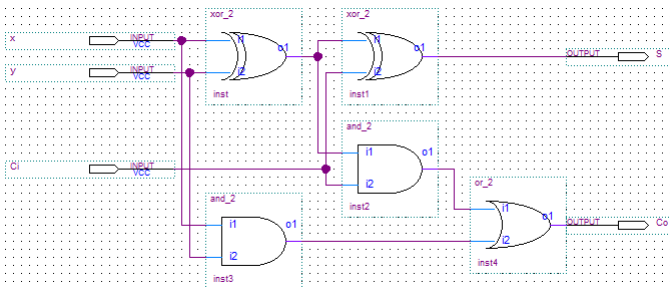 xor_2
xor_2
x
INPUT
VCC
i1
o1
i1
o1
OUTPUT
S
y
INPUT
VCC
i2
i2
inst
inst1
and_2
i1
o1
Ci
INPUT
VCC
i2
or_2
and_2
inst2
i1
i1
o1
o1
OUTPUT
Co
i2
i2
inst3
inst4